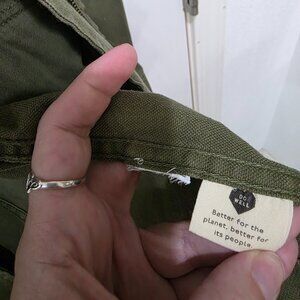 DO
WELL
Better for the
planet, better for
its people